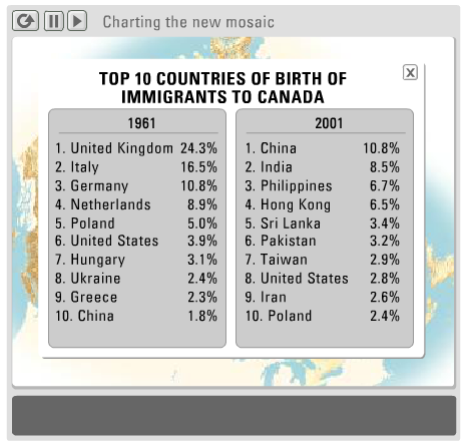 Charting the new mosaic
X
TOP 10 COUNTRIES OF BIRTH OF
IMMIGRANTS TO CANADA
1961
1. United Kingdom 24.3%
2. Italy 16.5%
3. Germany 10.8%
4. Netherlands 8.9%
5. Poland 5.0%
6. United States 3.9%
7. Hungary 3.1%
8. Ukraine 2.4%
9. Greece 2.3%
10. China 1.8%
2001
1. China 10.8%
2. India 8.5%
3. Philippines 6.7%
4. Hong Kong 6.5%
5. Sri Lanka 3.4%
6. Pakistan 3.2%
7. Taiwan 2.9%
8. United States 2.8%
9. Iran 2.6%
10. Poland 2.4%